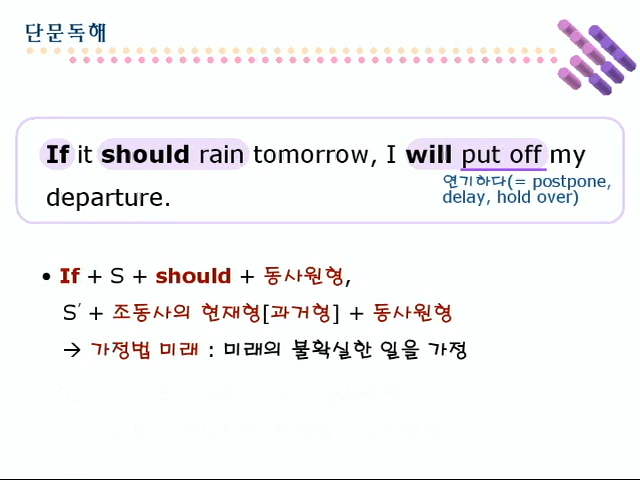 단문독해
If it should rain tomorrow, I will put off my
연기하다(= postpone,
delay, hold over)
departure.
• If + S + should + 동사원형,
S′ + 조동사의 현재형[과거형] + 동사원형
→ 가정법 미래 : 미래의 불확실한 일을 가정